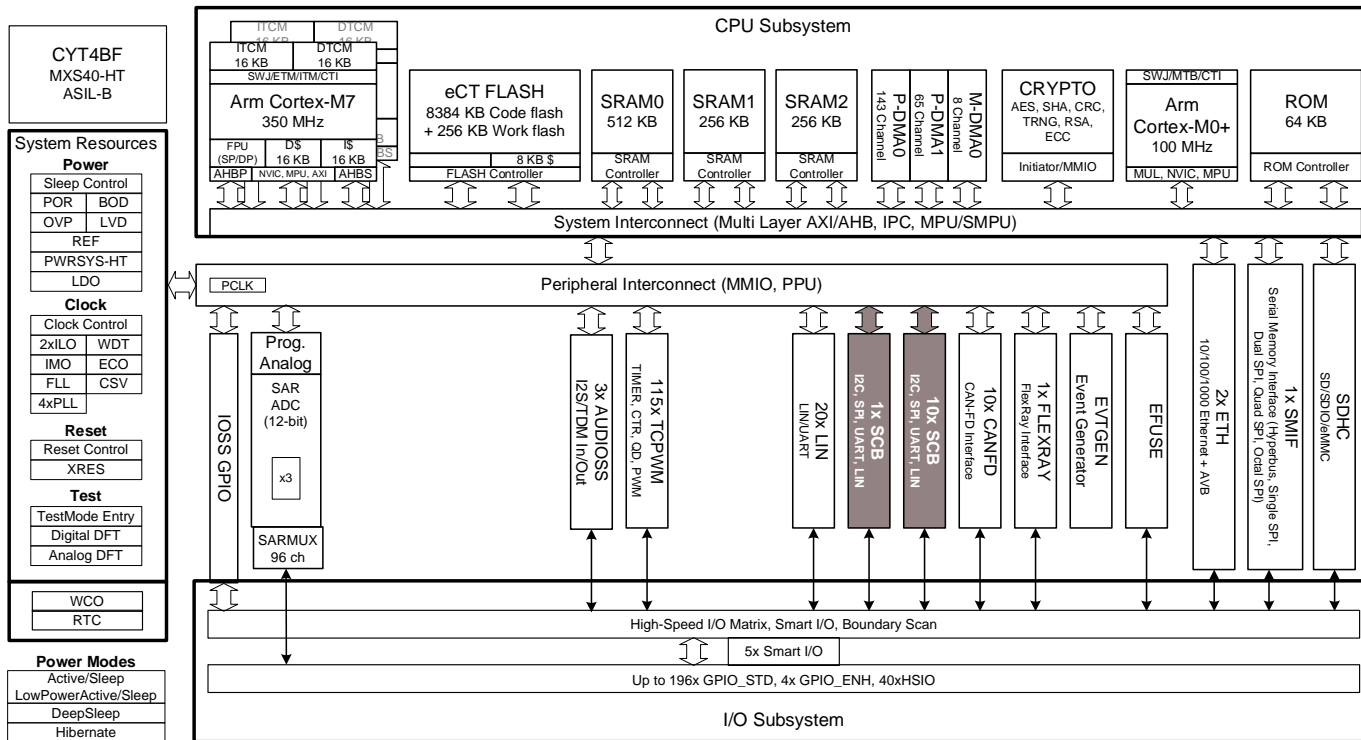 CPU Subsystem
CYT4BF
MXS40-HT
ASIL-B
ITCM
16 KB
DTCM
16 KB
ITCM
16 KB
DTCM
16 KB
SWJ/ETM/ITM/CTI
Arm Cortex-M7
350 MHz
FPU
(SP/DP)
D$
16 KB
I$
16 KB
AHBP
NVIC, MPU, AXI
AHBS
eCT FLASH
8384 KB Code flash
+ 256 KB Work flash
8 KB $
FLASH Controller
SRAM0
512 KB
SRAM
Controller
SRAM1
256 KB
SRAM
Controller
SRAM2
256 KB
SRAM
Controller
P-DMA0
143 Channel
P-DMA1
65 Channel
M-DMA0
8 Channel
CRYPTO
AES, SHA, CRC,
TRNG, RSA,
ECC
Initiator/MMIO
SWJ/MTB/CTI
Arm
Cortex-M0+
100 MHz
MUL, NVIC, MPU
ROM
64 KB
ROM Controller
System Interconnect (Multi Layer AXI/AHB, IPC, MPU/SMPU)
System Resources
Power
Sleep Control
POR
BOD
OVP
LVD
REF
PWRSYS-HT
LDO
Clock
Clock Control
2xILO
WDT
IMO
ECO
FLL
CSV
4xPLL
Reset
Reset Control
XRES
Test
TestMode Entry
Digital DFT
Analog DFT
WCO
RTC
Power Modes
Active/Sleep
LowPowerActive/Sleep
DeepSleep
Hibernate
PCLK
Peripheral Interconnect (MMIO, PPU)
IOSS GPIO
Prog.
Analog
SAR
ADC
(12-bit)
x3
SARMUX
96 ch
3x AUDIOSS
I2S/TDM In/Out
115x TCPWM
TIMER, CTR, QD, PWM
20x LIN
LIN/UART
1x SCB
I2C, SPI, UART, LIN
10x SCB
I2C, SPI, UART, LIN
10x CANFD
CAN-FD Interface
1x FLEXRAY
FlexRay Interface
EVTGEN
Event Generator
EFUSE
2x ETH
10/100/1000 Ethernet + AVB
1x SMIF
Serial Memory Interface (Hyperbus, Single SPI,
Dual SPI, Quad SPI, Octal SPI)
SDHC
SD/SDIO/eMMC
High-Speed I/O Matrix, Smart I/O, Boundary Scan
5x Smart I/O
Up to 196x GPIO_STD, 4x GPIO_ENH, 40xHSIO
I/O Subsystem